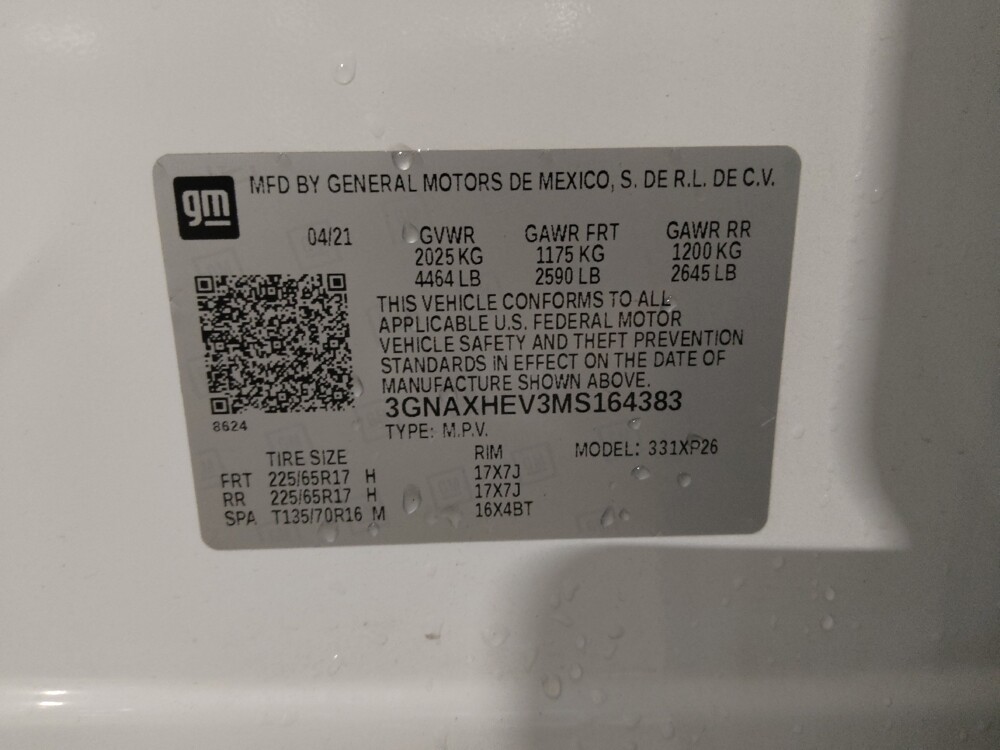 gm MFD BY GENERAL MOTORS DE MEXICO, S. DE R.L. DE C.V.
04/21 GVWR GAWR FRT GAWR RR
2025 KG 1175 KG 1200 KG
4464 LB 2590 LB 2645 LB
THIS VEHICLE CONFORMS TO ALL
APPLICABLE U.S. FEDERAL MOTOR
VEHICLE SAFETY AND THEFT PREVENTION
STANDARDS IN EFFECT ON THE DATE OF
MANUFACTURE SHOWN ABOVE.
3GNAXHEV3MS164383
8624
TYPE: M.P.V.
TIRE SIZE RIM MODEL: 331XP26
FRT 225/65R17 H 17X7J
RR 225/65R17 H 17X7J
SPA T135/70R16 M 16X4BT